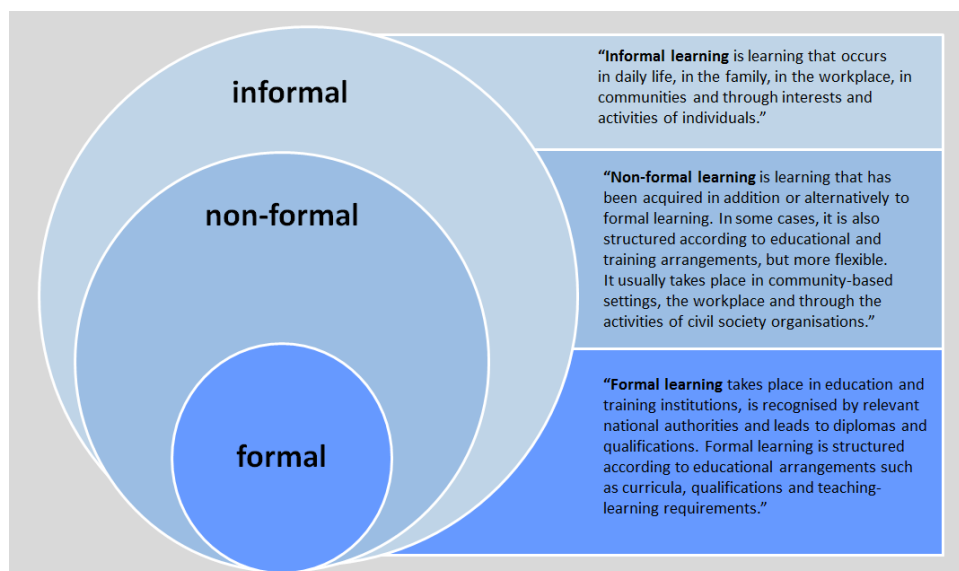 informal
“Informal learning is learning that occurs
in daily life, in the family, in the workplace, in
communities and through interests and
activities of individuals.”
non-formal
“Non-formal learning is learning that has
been acquired in addition or alternatively to
formal learning. In some cases, it is also
structured according to educational and
training arrangements, but more flexible.
It usually takes place in community-based
settings, the workplace and through the
activities of civil society organisations.”
formal
“Formal learning takes place in education and
training institutions, is recognised by relevant
national authorities and leads to diplomas and
qualifications. Formal learning is structured
according to educational arrangements such
as curricula, qualifications and teaching-
learning requirements.”